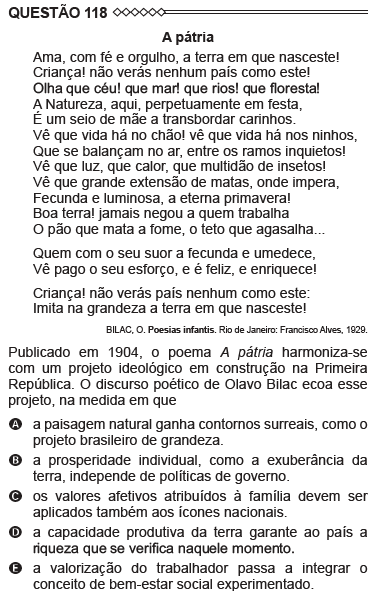 QUESTÃO 118
A pátria
Ama, com fé e orgulho, a terra em que nasceste!
Criança! não verás nenhum país como este!
Olha que céu! que mar! que rios! que floresta!
A Natureza, aqui, perpetuamente em festa,
É um seio de mãe a transbordar carinhos.
Vê que vida há no chão! vê que vida há nos ninhos,
Que se balançam no ar, entre os ramos inquietos!
Vê que luz, que calor, que multidão de insetos!
Vê que grande extensão de matas, onde impera,
Fecunda e luminosa, a eterna primavera!
Boa terra! jamais negou a quem trabalha
O pão que mata a fome, o teto que agasalha...
Quem com o seu suor a fecunda e umedece,
Vê pago o seu esforço, e é feliz, e enriquece!
Criança! não verás país nenhum como este:
Imita na grandeza a terra em que nasceste!
BILAC, O. Poesias infantis. Rio de Janeiro: Francisco Alves, 1929.
Publicado em 1904, o poema A pátria harmoniza-se
com um projeto ideológico em construção na Primeira
República. O discurso poético de Olavo Bilac ecoa esse
projeto, na medida em que
A a paisagem natural ganha contornos surreais, como o
projeto brasileiro de grandeza.
B a prosperidade individual, como a exuberância da
terra, independe de políticas de governo.
C os valores afetivos atribuídos à família devem ser
aplicados também aos ícones nacionais.
D a capacidade produtiva da terra garante ao país a
riqueza que se verifica naquele momento.
E a valorização do trabalhador passa a integrar o
conceito de bem-estar social experimentado.